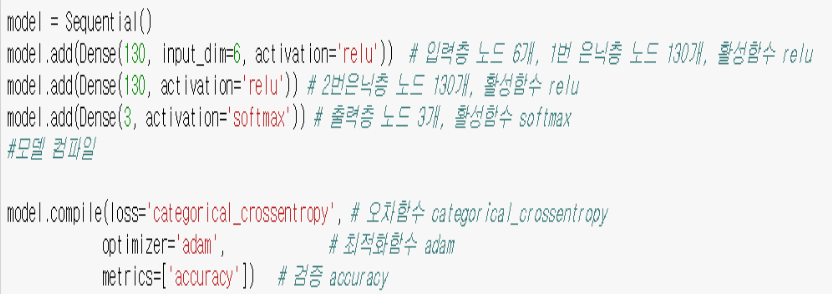 model = Sequential()
model.add(Dense(130, input_dim=6, activation='relu')) # 입력층 노드 6개, 1번 은닉층 노드 130개, 활성함수 relu
model.add(Dense(130, activation='relu')) # 2번은닉층 노드 130개, 활성함수 relu
model.add(Dense(3, activation='softmax')) # 출력층 노드 3개, 활성함수 softmax
#모델 컴파일
model.compile(loss='categorical_crossentropy', # 오차함수 categorical_crossentropy
optimizer='adam', # 최적화함수 adam
metrics=['accuracy']) # 검증 accuracy